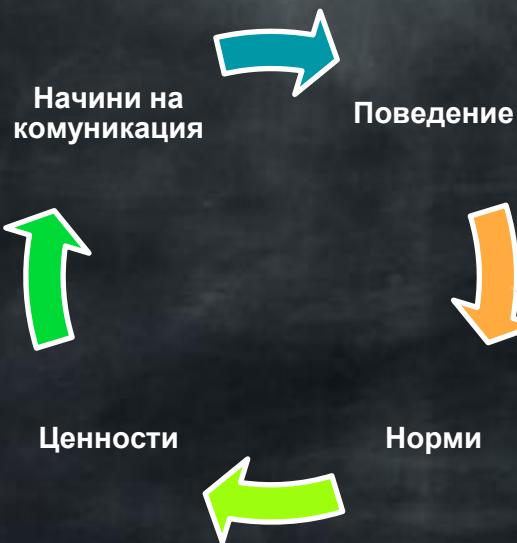 Начини на
комуникация
Поведение
Ценности
Норми